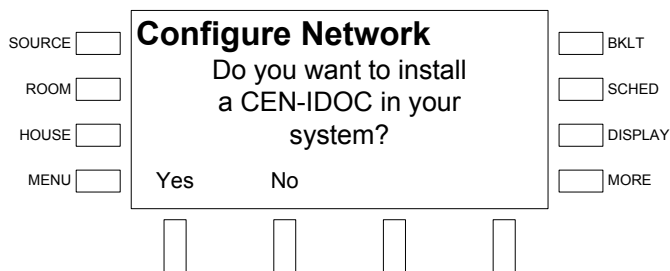 Configure Network
SOURCE
BKLT
Do you want to install
ROOM
a CEN-IDOC in your
SCHED
HOUSE
system?
DISPLAY
MENU
Yes No
MORE